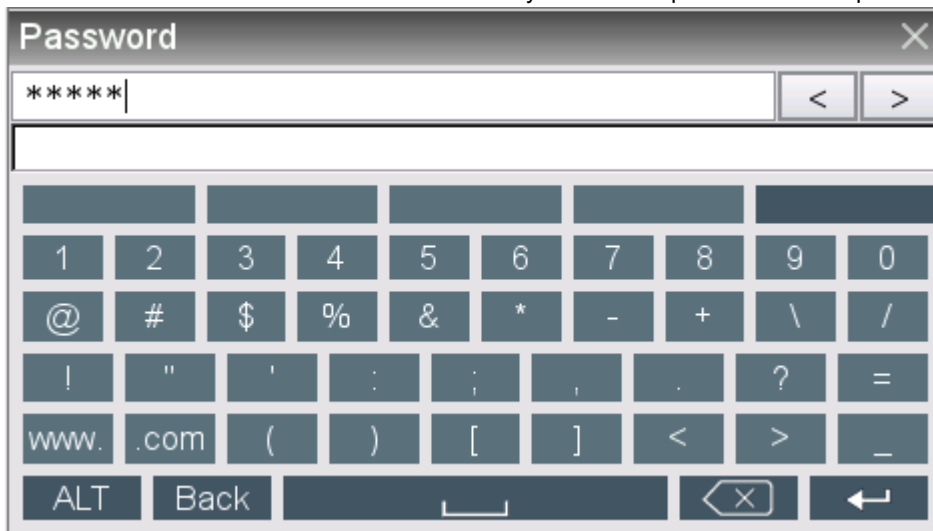 Password
*****
< >
1 2 3 4 5 6 7 8 9 0
@ # $ % & * - + \ /
! " ' : ; , . ? =
www. .com ( ) [ ] < > _
ALT Back